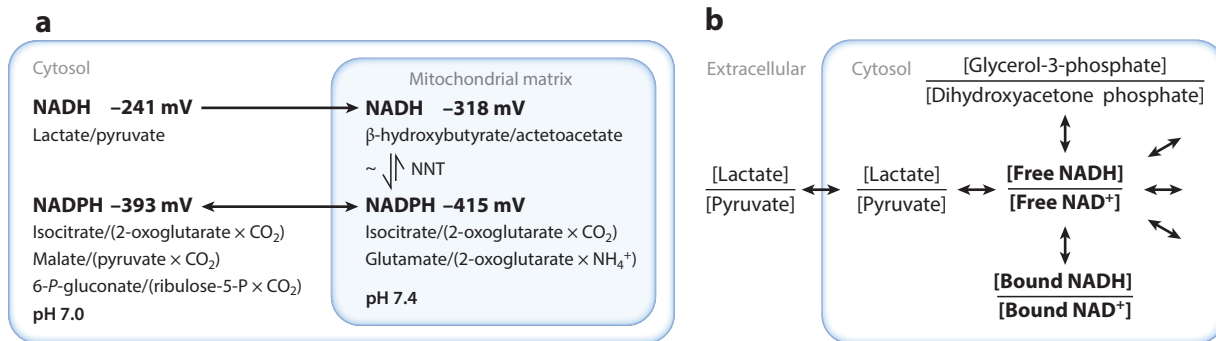 a
Cytosol
NADH –241 mV
Lactate/pyruvate
NADPH –393 mV
Isocitrate/(2-oxoglutarate × CO₂)
Malate/(pyruvate × CO₂)
6-P-gluconate/(ribulose-5-P × CO₂)
pH 7.0
Mitochondrial matrix
NADH –318 mV
β-hydroxybutyrate/actetoacetate
~ NNT
NADPH –415 mV
Isocitrate/(2-oxoglutarate × CO₂)
Glutamate/(2-oxoglutarate × NH₄⁺)
pH 7.4
b
Extracellular
Cytosol
[Glycerol-3-phosphate]
[Dihydroxyacetone phosphate]
[Lactate]
[Pyruvate]
[Lactate]
[Pyruvate]
[Free NADH]
[Free NAD⁺]
[Bound NADH]
[Bound NAD⁺]